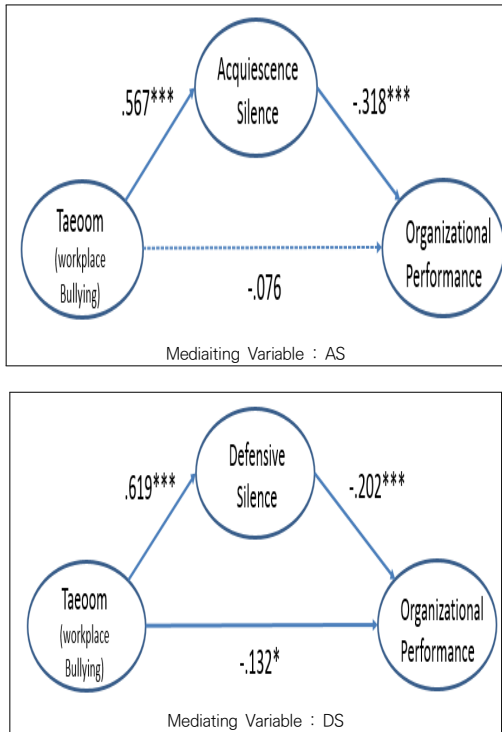 Acquiescence
Silence
.567***
-.318***
Taeoom
(workplace
Bullying)
Organizational
Performance
-.076
Mediaiting Variable : AS
Defensive
Silence
.619***
-.202***
Taeoom
(workplace
Bullying)
Organizational
Performance
-.132*
Mediating Variable : DS